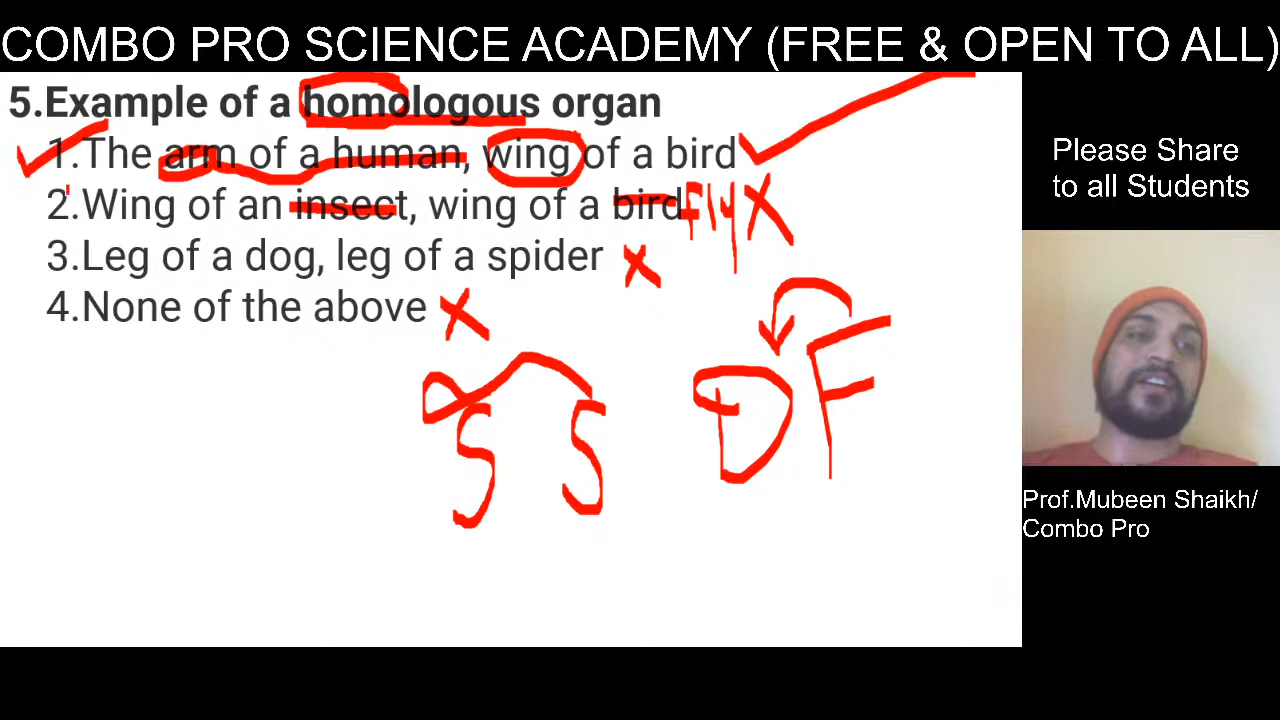 COMBO PRO SCIENCE ACADEMY (FREE & OPEN TO ALL)
5.Example of a homologous organ
1.The arm of a human, wing of a bird
2.Wing of an insect, wing of a bird fly X
3.Leg of a dog, leg of a spider X
4.None of the above X
S S D F
Please Share
to all Students
Prof.Mubeen Shaikh/
Combo Pro